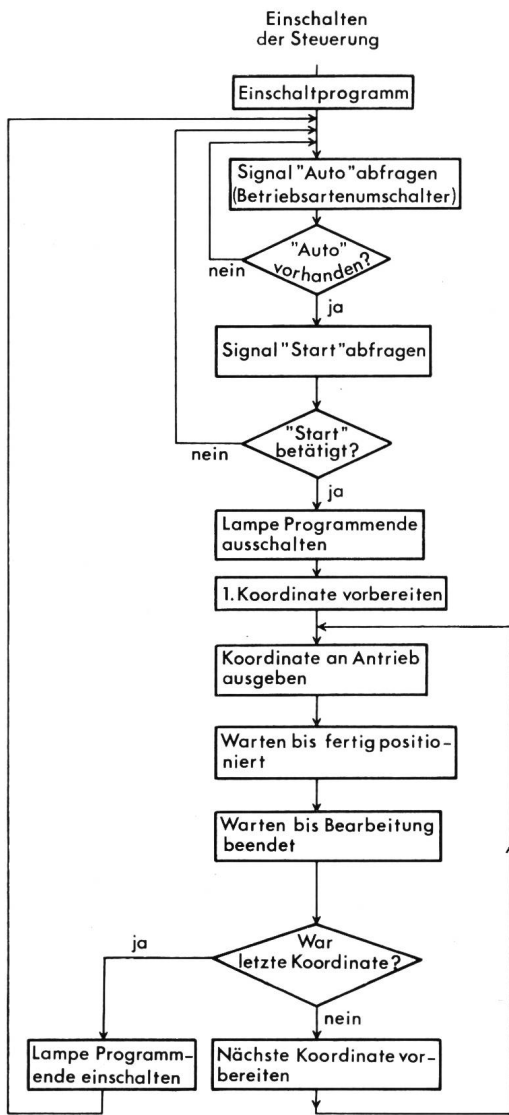 Einschalten
der Steuerung
Einschaltprogramm
Signal "Auto" abfragen
(Betriebsartenumschalter)
"Auto"
vorhanden?
nein
ja
Signal "Start" abfragen
"Start"
betätigt?
nein
ja
Lampe Programmende
ausschalten
1. Koordinate vorbereiten
Koordinate an Antrieb
ausgeben
Warten bis fertig positio-
niert
Warten bis Bearbeitung
beendet
War
letzte Koordinate?
ja
nein
Lampe Programm-
ende einschalten
Nächste Koordinate vor-
bereiten